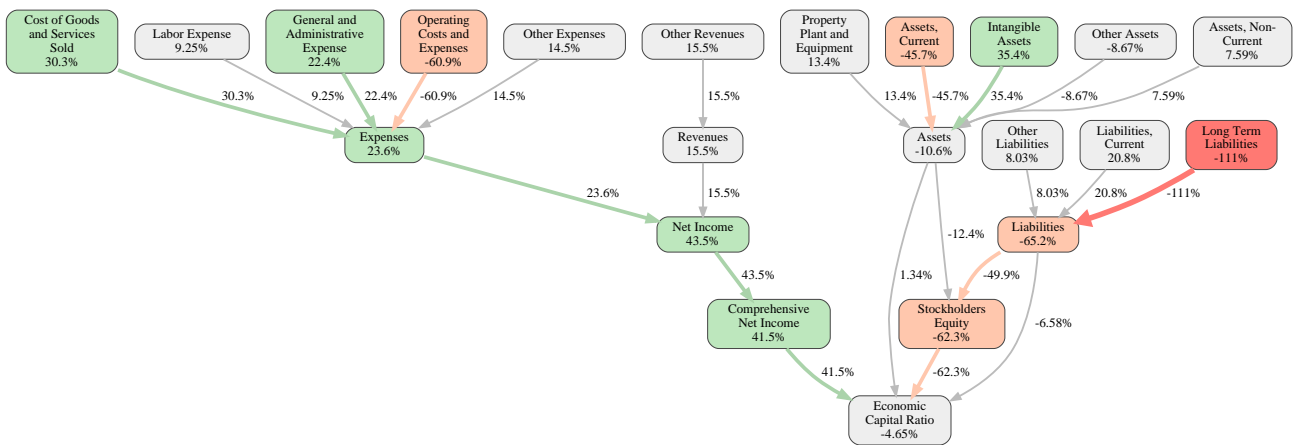 Cost of Goods
and Services
Sold
30.3%
Labor Expense
9.25%
General and
Administrative
Expense
22.4%
Operating
Costs and
Expenses
-60.9%
Other Expenses
14.5%
Other Revenues
15.5%
Property
Plant and
Equipment
13.4%
Assets,
Current
-45.7%
Intangible
Assets
35.4%
Other Assets
-8.67%
Assets, Non-
Current
7.59%
30.3%
9.25%
22.4%
-60.9%
14.5%
15.5%
13.4%
-45.7%
35.4%
-8.67%
7.59%
Expenses
23.6%
Revenues
15.5%
Assets
-10.6%
Other
Liabilities
8.03%
Liabilities,
Current
20.8%
Long Term
Liabilities
-111%
23.6%
15.5%
8.03%
20.8%
-111%
Net Income
43.5%
-12.4%
Liabilities
-65.2%
43.5%
1.34%
-49.9%
Comprehensive
Net Income
41.5%
Stockholders
Equity
-62.3%
-6.58%
41.5%
-62.3%
Economic
Capital Ratio
-4.65%